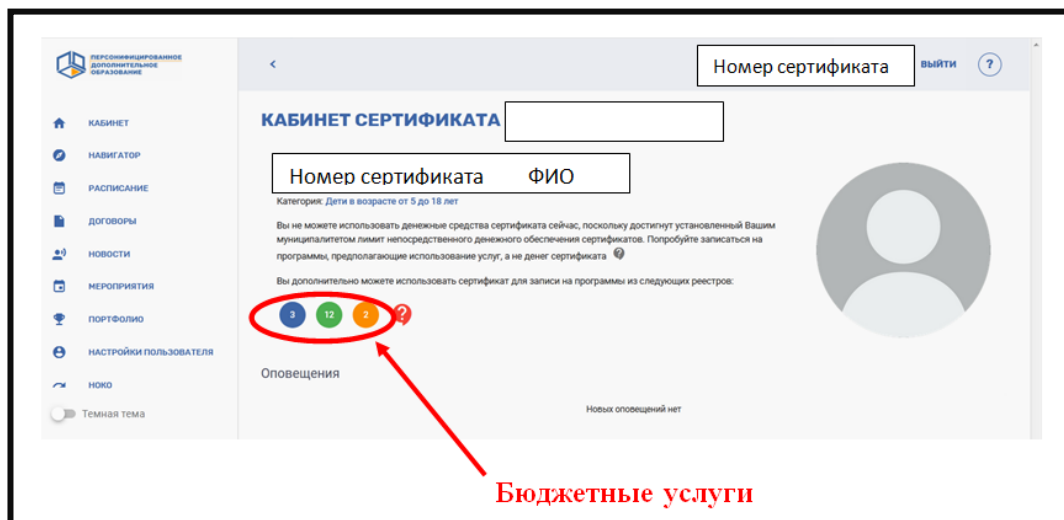 ПЕРСОНИФИЦИРОВАННОЕ
ДОПОЛНИТЕЛЬНОЕ
ОБРАЗОВАНИЕ
Номер сертификата
ВЫЙТИ
?
КАБИНЕТ
НАВИГАТОР
РАСПИСАНИЕ
ДОГОВОРЫ
НОВОСТИ
МЕРОПРИЯТИЯ
ПОРТФОЛИО
НАСТРОЙКИ ПОЛЬЗОВАТЕЛЯ
НОКО
Темная тема
КАБИНЕТ СЕРТИФИКАТА
Номер сертификата ФИО
Категория: Дети в возрасте от 5 до 18 лет
Вы не можете использовать денежные средства сертификата сейчас, поскольку достигнут установленный Вашим
муниципалитетом лимит непосредственного денежного обеспечения сертификатов. Попробуйте записаться на
программы, предполагающие использование услуг, а не денег сертификата ?
Вы дополнительно можете использовать сертификат для записи на программы из следующих реестров:
3 12 2 ?
Оповещения
Новых оповещений нет
Бюджетные услуги